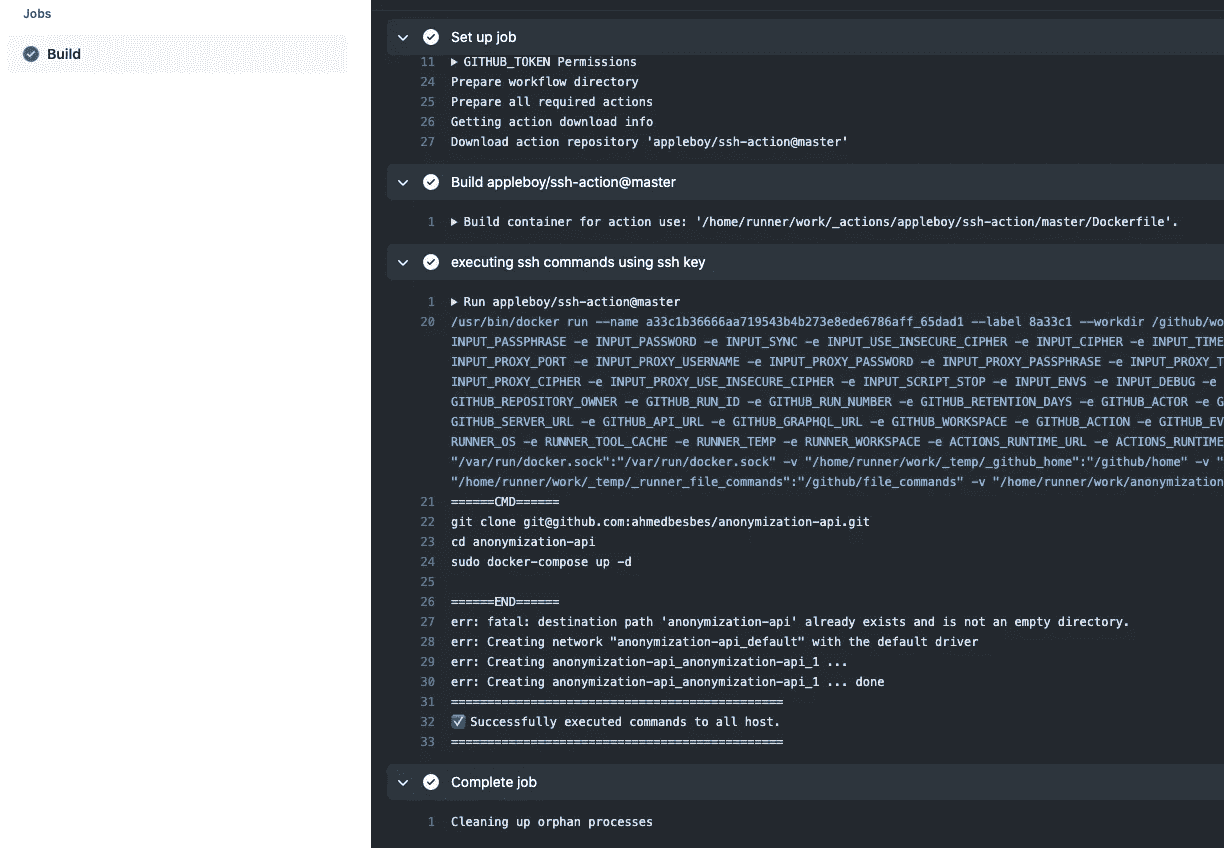 Jobs
Build
Set up job
11 ▶ GITHUB_TOKEN Permissions
24 Prepare workflow directory
25 Prepare all required actions
26 Getting action download info
27 Download action repository 'appleboy/ssh-action@master'
Build appleboy/ssh-action@master
1 ▶ Build container for action use: '/home/runner/work/_actions/appleboy/ssh-action/master/Dockerfile'.
executing ssh commands using ssh key
1 ▶ Run appleboy/ssh-action@master
20 /usr/bin/docker run --name a33c1b36666aa719543b4b273e8ede6786aff_65dad1 --label 8a33c1 --workdir /github/wo
INPUT_PASSPHRASE -e INPUT_PASSWORD -e INPUT_SYNC -e INPUT_USE_INSECURE_CIPHER -e INPUT_CIPHER -e INPUT_TIME
INPUT_PROXY_PORT -e INPUT_PROXY_USERNAME -e INPUT_PROXY_PASSWORD -e INPUT_PROXY_PASSPHRASE -e INPUT_PROXY_T
INPUT_PROXY_CIPHER -e INPUT_PROXY_USE_INSECURE_CIPHER -e INPUT_SCRIPT_STOP -e INPUT_ENVS -e INPUT_DEBUG -e
GITHUB_REPOSITORY_OWNER -e GITHUB_RUN_ID -e GITHUB_RUN_NUMBER -e GITHUB_RETENTION_DAYS -e GITHUB_ACTOR -e G
GITHUB_SERVER_URL -e GITHUB_API_URL -e GITHUB_GRAPHQL_URL -e GITHUB_WORKSPACE -e GITHUB_ACTION -e GITHUB_EV
RUNNER_OS -e RUNNER_TOOL_CACHE -e RUNNER_TEMP -e RUNNER_WORKSPACE -e ACTIONS_RUNTIME_URL -e ACTIONS_RUNTIME
"/var/run/docker.sock":"/var/run/docker.sock" -v "/home/runner/work/_temp/_github_home":"/github/home" -v "
"/home/runner/work/_temp/_runner_file_commands":"/github/file_commands" -v "/home/runner/work/anonymization
21 ======CMD======
22 git clone git@github.com:ahmedbesbes/anonymization-api.git
23 cd anonymization-api
24 sudo docker-compose up -d
25
26 ======END======
27 err: fatal: destination path 'anonymization-api' already exists and is not an empty directory.
28 err: Creating network "anonymization-api_default" with the default driver
29 err: Creating anonymization-api_anonymization-api_1 ...
30 err: Creating anonymization-api_anonymization-api_1 ... done
31 ==============================================
32 ✅ Successfully executed commands to all host.
33 ==============================================
Complete job
1 Cleaning up orphan processes